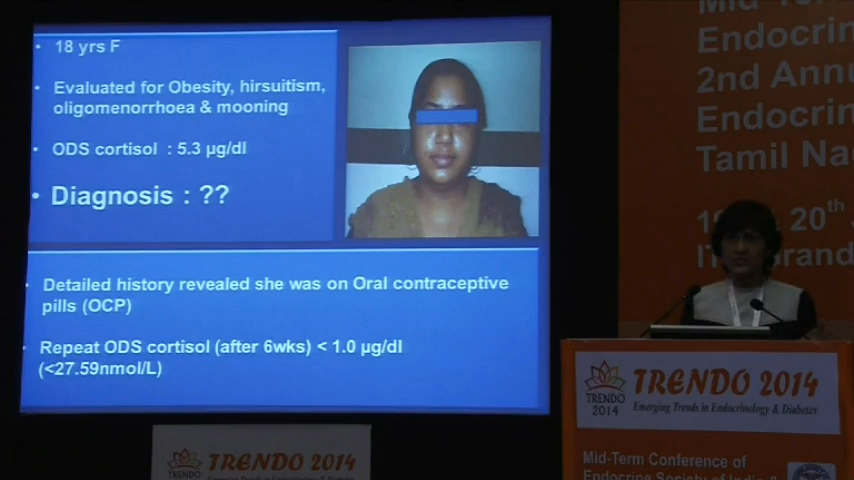 • 18 yrs F
• Evaluated for Obesity, hirsuitism,
oligomenorrhoea & mooning
• ODS cortisol : 5.3 µg/dl
• Diagnosis : ??
• Detailed history revealed she was on Oral contraceptive
pills (OCP)
• Repeat ODS cortisol (after 6wks) < 1.0 µg/dl
(<27.59nmol/L)
Endocrin
2nd Annu
Endocrin
Tamil Na
20th
TRENDO
2014
TRENDO 2014
Emerging Trends in Endocrinology & Diabetes
Mid-Term Conference of
Endocrine Society of India &
TRENDO
TRENDO 2014